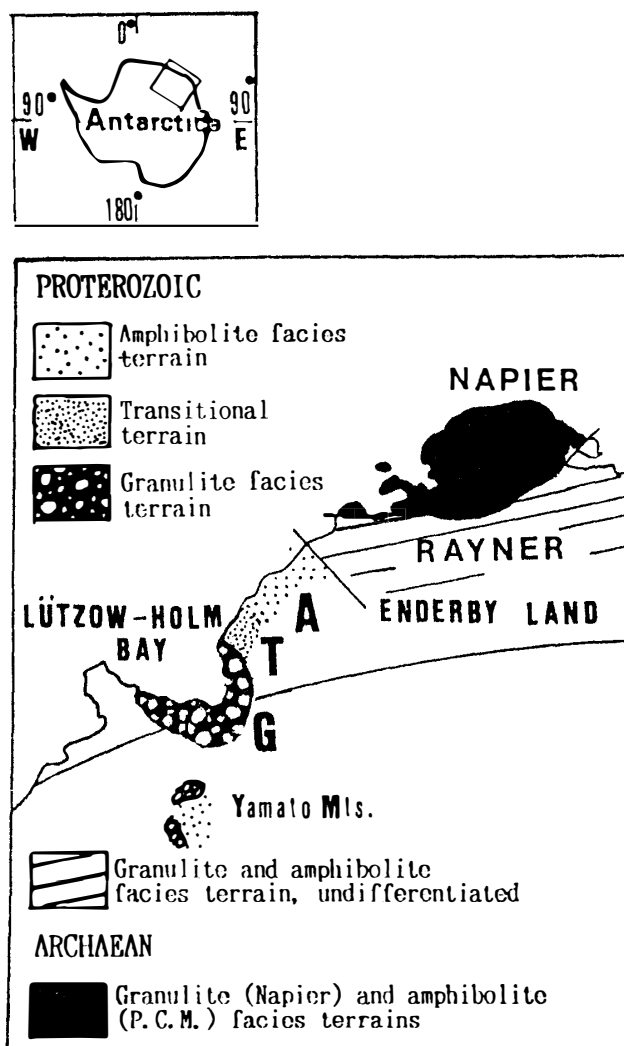 0°
90°
W
Antarctica
90
E
180°
PROTEROZOIC
Amphibolite facies
terrain
Transitional
terrain
Granulite facies
terrain
NAPIER
RAYNER
ENDERBY LAND
LÜTZOW-HOLM
BAY
A
T
G
Yamato Mts.
Granulite and amphibolite
facies terrain, undifferentiated
ARCHAEAN
Granulite (Napier) and amphibolite
(P.C.M.) facies terrains